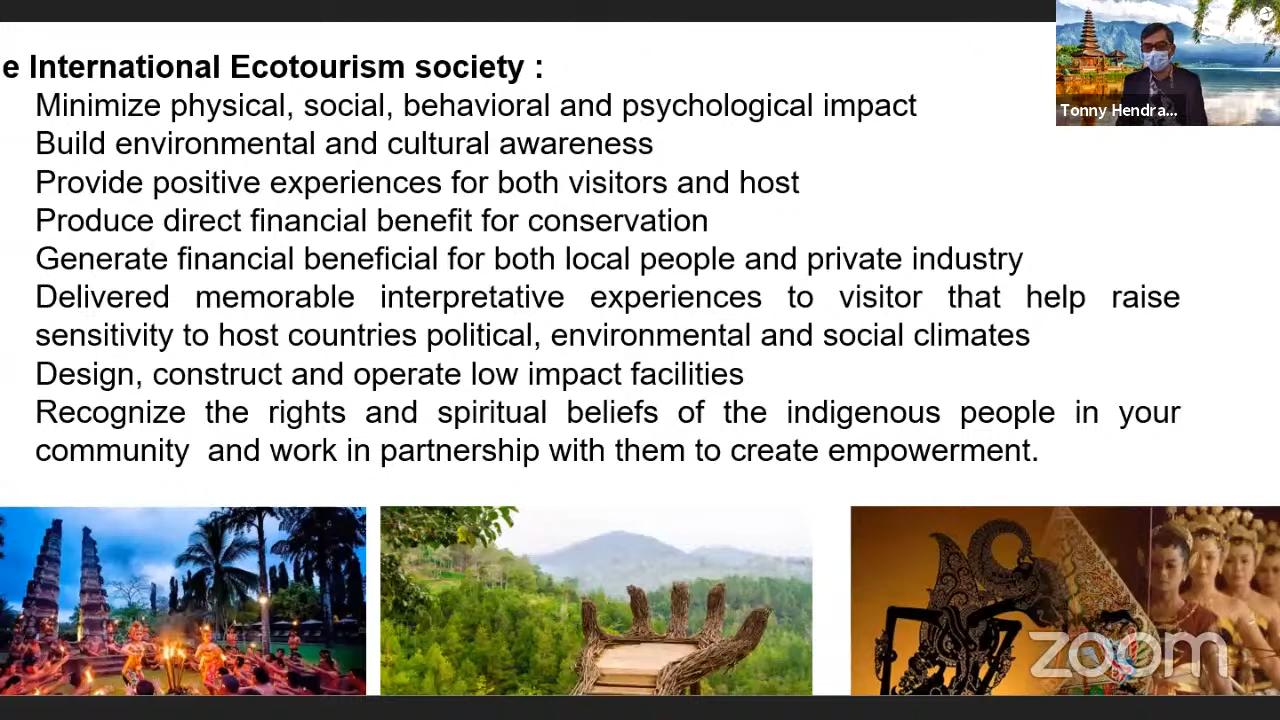 e International Ecotourism society :
Minimize physical, social, behavioral and psychological impact
Build environmental and cultural awareness
Provide positive experiences for both visitors and host
Produce direct financial benefit for conservation
Generate financial beneficial for both local people and private industry
Delivered memorable interpretative experiences to visitor that help raise
sensitivity to host countries political, environmental and social climates
Design, construct and operate low impact facilities
Recognize the rights and spiritual beliefs of the indigenous people in your
community and work in partnership with them to create empowerment.
Tonny Hendra...
zoom